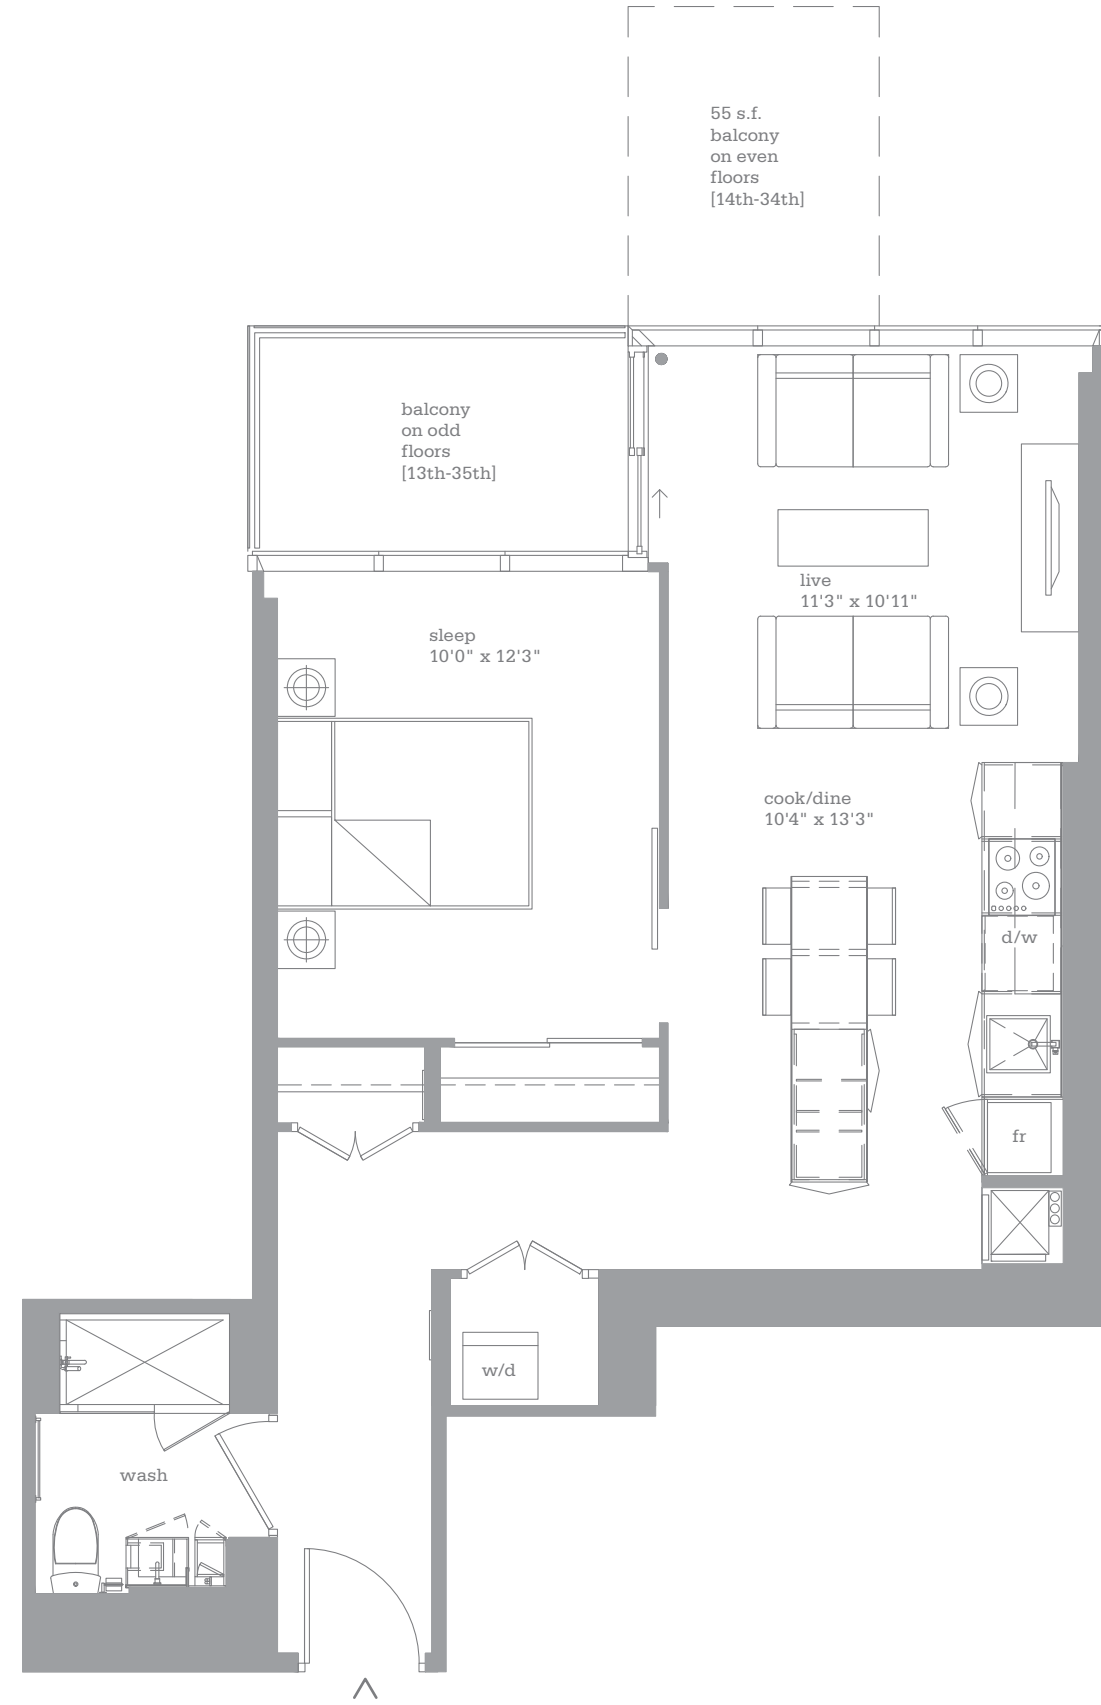 55 s.f.
balcony
on even
floors
[14th-34th]
balcony
on odd
floors
[13th-35th]
live
11'3" x 10'11"
sleep
10'0" x 12'3"
cook/dine
10'4" x 13'3"
d/w
fr
w/d
wash